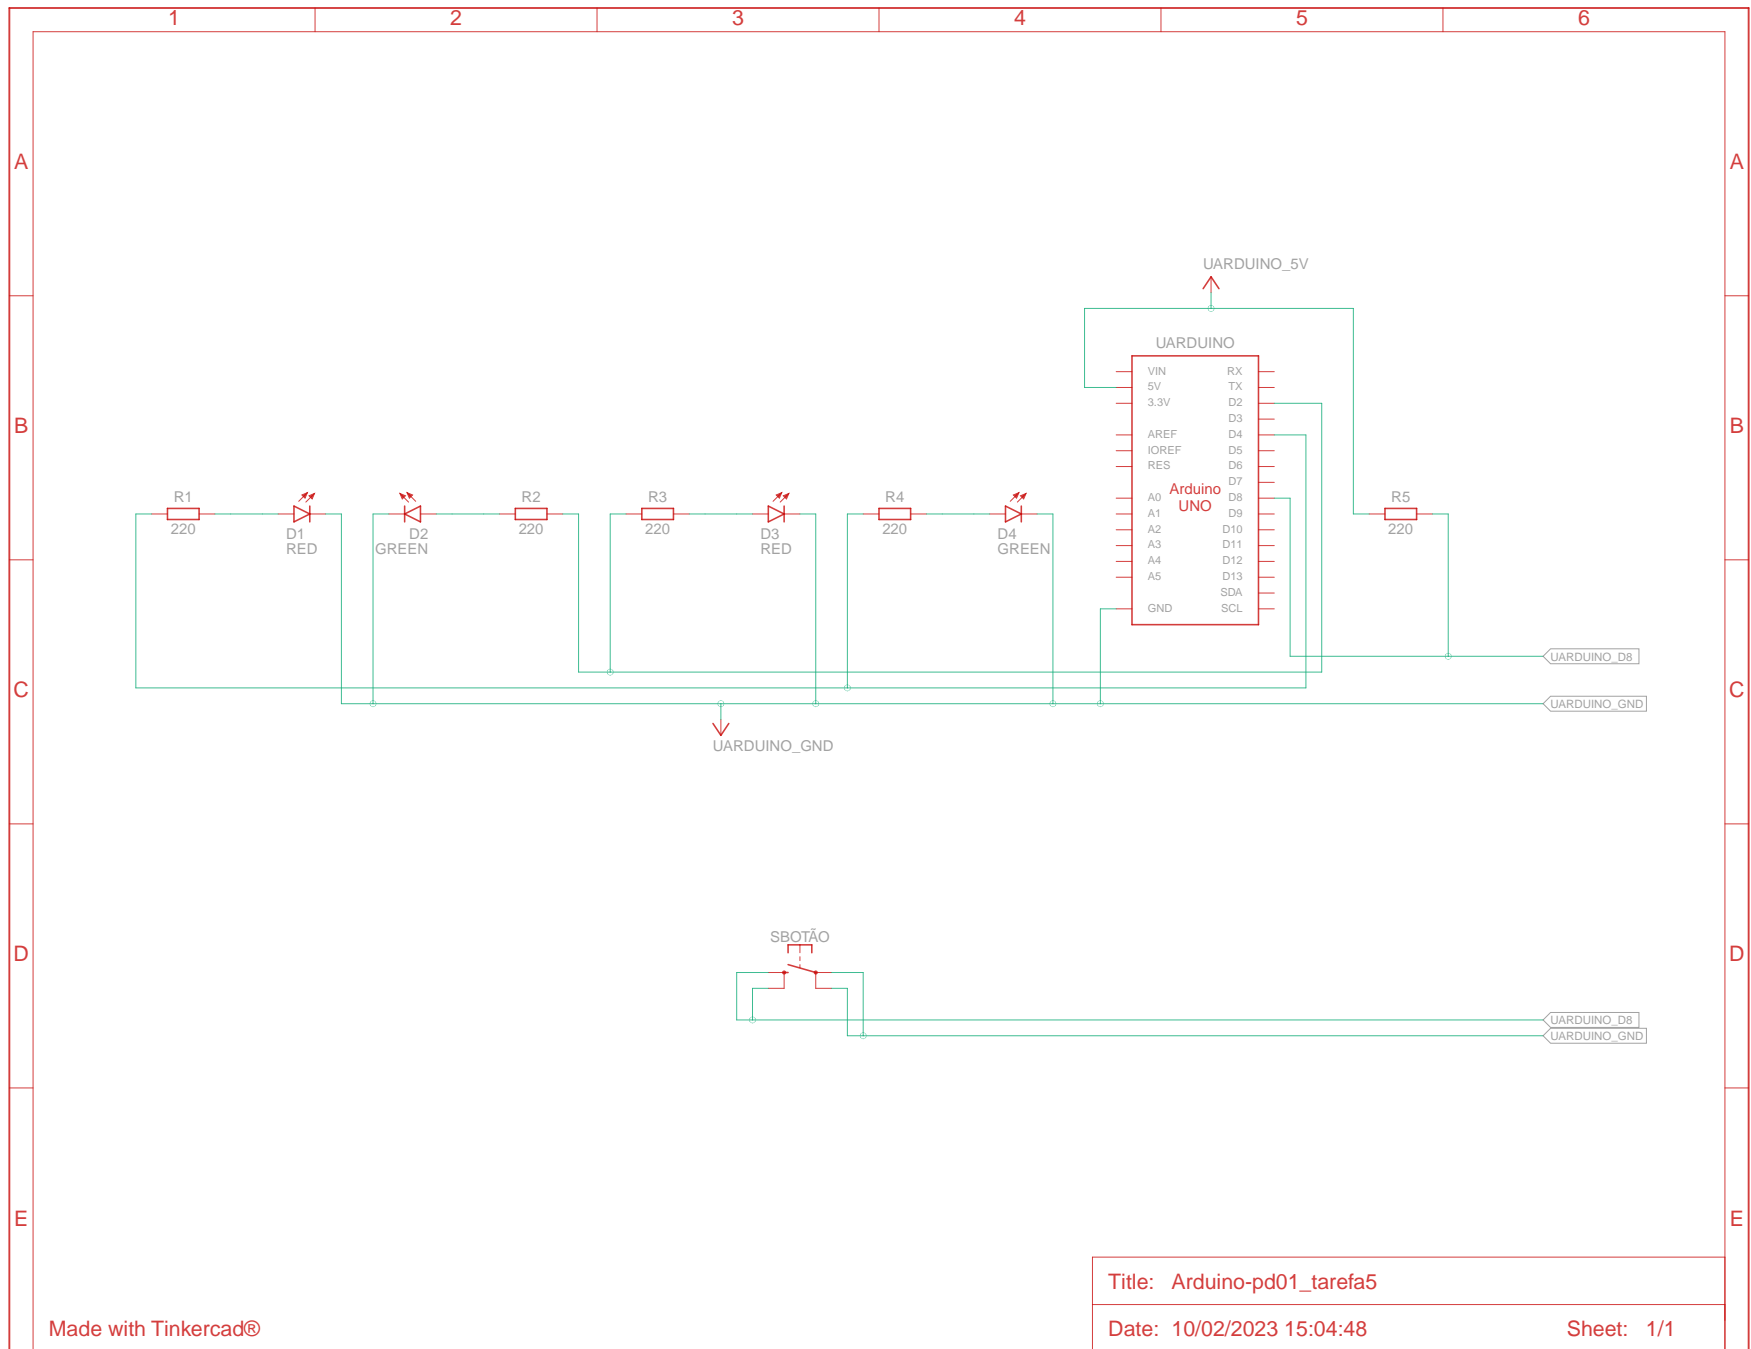 1 2 3 4 5 6
A A
UARDUINO_5V
UARDUINO
VIN RX
5V TX
3.3V D2
D3
B B
AREF D4
IOREF D5
RES D6
D7
Arduino
UNO
A0 D8
A1 D9
A2 D10
A3 D11
A4 D12
A5 D13
SDA
GND SCL
R1 R2 R3 R4 R5
220 220 220 220 220
D1 D2 D3 D4
RED GREEN RED GREEN
UARDUINO_D8
C C
UARDUINO_GND
UARDUINO_GND
SBOTÃO
D D
UARDUINO_D8
UARDUINO_GND
E E
Title: Arduino-pd01_tarefa5
Made with Tinkercad®
Date: 10/02/2023 15:04:48 Sheet: 1/1